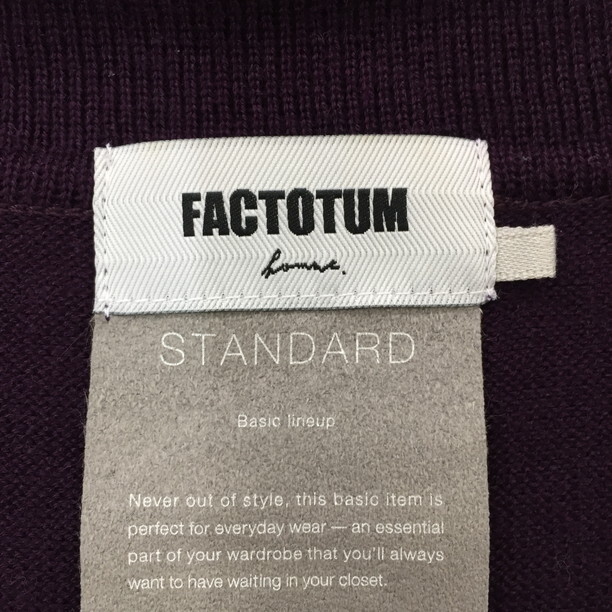 FACTOTUM
homme.
STANDARD
Basic lineup
Never out of style, this basic item is
perfect for everyday wear — an essential
part of your wardrobe that you'll always
want to have waiting in your closet.